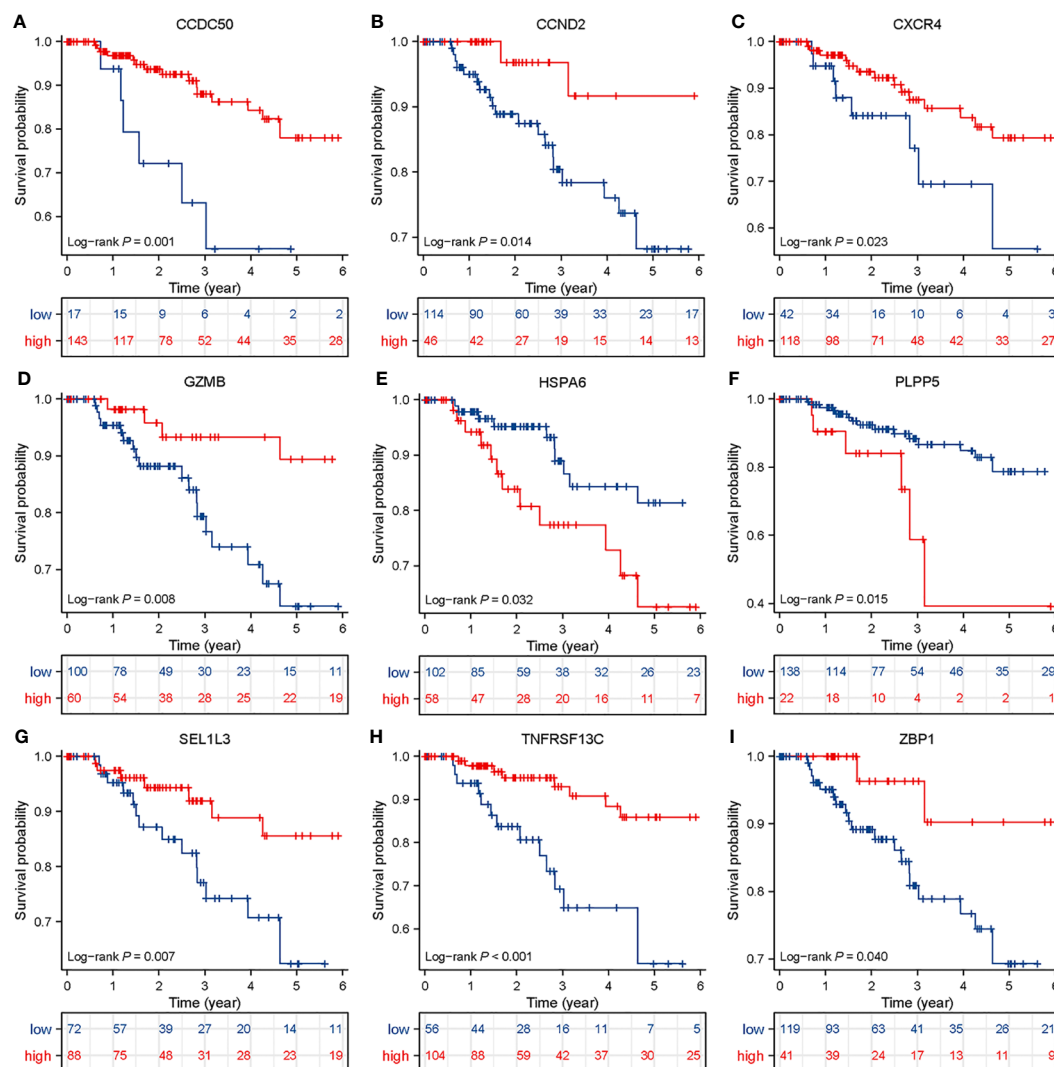 A
CCDC50
Survival probability
1.0
0.9
0.8
0.7
0.6
Log-rank P = 0.001
0 1 2 3 4 5 6
Time (year)
low 17 15 9 6 4 2 2
high 143 117 78 52 44 35 28
B
CCND2
Survival probability
1.0
0.9
0.8
0.7
Log-rank P = 0.014
0 1 2 3 4 5 6
Time (year)
low 114 90 60 39 33 23 17
high 46 42 27 19 15 14 13
C
CXCR4
Survival probability
1.0
0.9
0.8
0.7
0.6
Log-rank P = 0.023
0 1 2 3 4 5 6
Time (year)
low 42 34 16 10 6 4 3
high 118 98 71 48 42 33 27
D
GZMB
Survival probability
1.0
0.9
0.8
0.7
Log-rank P = 0.008
0 1 2 3 4 5 6
Time (year)
low 100 78 49 30 23 15 11
high 60 54 38 28 25 22 19
E
HSPA6
Survival probability
1.0
0.9
0.8
0.7
Log-rank P = 0.032
0 1 2 3 4 5 6
Time (year)
low 102 85 59 38 32 26 23
high 58 47 28 20 16 11 7
F
PLPP5
Survival probability
1.0
0.8
0.6
0.4
Log-rank P = 0.015
0 1 2 3 4 5 6
Time (year)
low 138 114 77 54 46 35 29
high 22 18 10 4 2 2 1
G
SEL1L3
Survival probability
1.0
0.9
0.8
0.7
Log-rank P = 0.007
0 1 2 3 4 5 6
Time (year)
low 72 57 39 27 20 14 11
high 88 75 48 31 28 23 19
H
TNFRSF13C
Survival probability
1.0
0.9
0.8
0.7
0.6
Log-rank P < 0.001
0 1 2 3 4 5 6
Time (year)
low 56 44 28 16 11 7 5
high 104 88 59 42 37 30 25
I
ZBP1
Survival probability
1.0
0.9
0.8
0.7
Log-rank P = 0.040
0 1 2 3 4 5 6
Time (year)
low 119 93 63 41 35 26 21
high 41 39 24 17 13 11 9